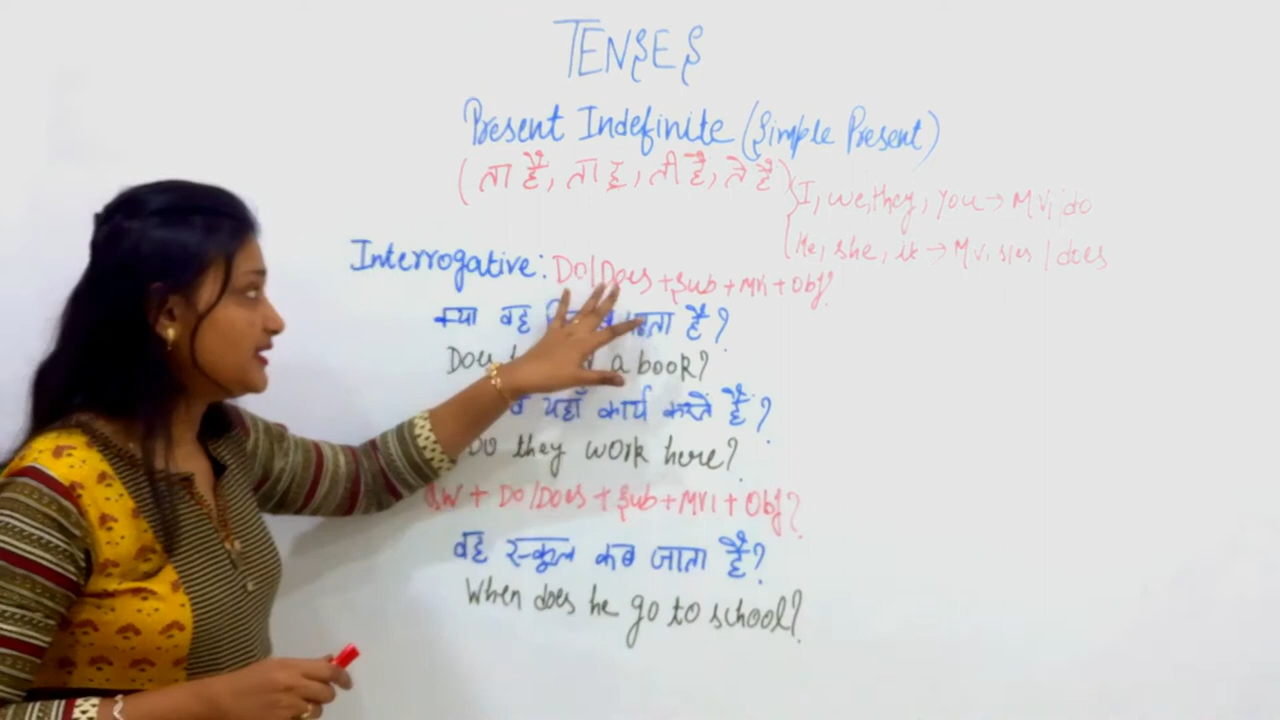 TENSES
Present Indefinite (Simple Present)
(ता है, ता हूं, ती है, ते हैं)
I, we, they, You → MV1/do
He, she, it → MV1 s/es / does
Interrogative: Do/Does + Sub + MV1 + Obj?
क्या वह है?
a book?
यहाँ कार्य करते हैं?
Do they work here?
QW + Do/Does + Sub + MV1 + Obj?
वह स्कूल कब जाता है?
When does he go to school?